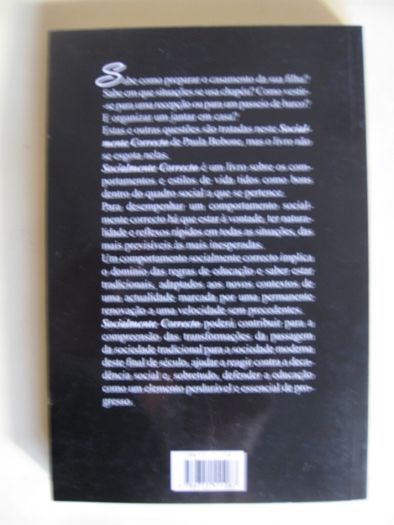 Sabe como preparar o casamento da sua filha?
Sabe em que situações se usa chapéu? Como vestir-
-se para uma recepção ou para um passeio de barco?
E organizar um jantar em casa?
Estas e outras questões são tratadas neste Social-
mente Correcto de Paula Bobone, mas o livro não
se esgota nelas.
Socialmente Correcto é um livro sobre os com-
portamentos e estilos de vida tidos como bons
dentro do quadro social a que se pertence.
Para desempenhar um comportamento social-
mente correcto há que estar à vontade, ter natura-
lidade e reflexos rápidos em todas as situações, das
mais previsíveis às mais inesperadas.
Um comportamento socialmente correcto implica
o domínio das regras de educação e saber estar
tradicionais, adaptados aos novos contextos de
uma actualidade marcada por uma permanente
renovação a uma velocidade sem precedentes.
Socialmente Correcto poderá contribuir para a
compreensão das transformações da passagem
da sociedade tradicional para a sociedade moderna
deste final de século, ajudar a reagir contra a deca-
dência social e, sobretudo, defender a educação
como um elemento perdurável e essencial de pro-
gresso.